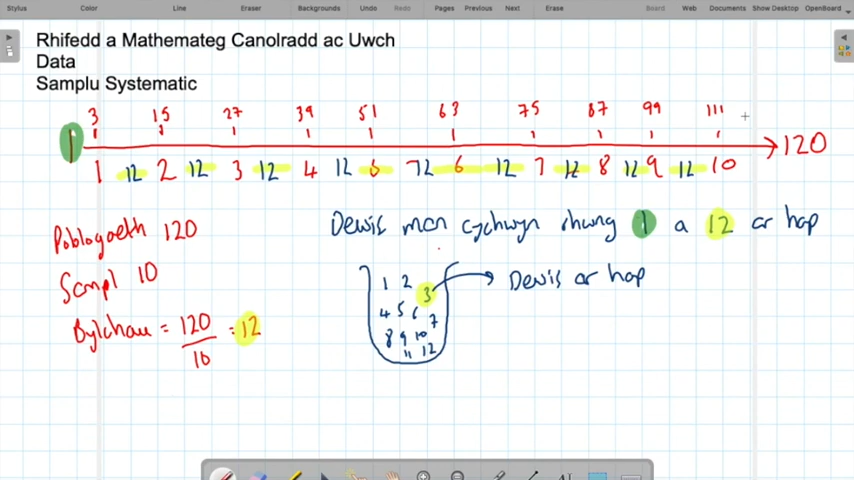 Stylus Color Line Eraser Backgrounds Undo Redo Pages Previous Next Erase Board Web Documents Show Desktop OpenBoard
Rhifedd a Mathemateg Canolradd ac Uwch
Data
Samplu Systematic
3 15 27 39 51 63 75 87 99 111
1 120
1 12 2 12 3 12 4 12 5 12 6 12 7 12 8 12 9 12 10
Poblogaeth 120
Dewis man cychwyn rhwng 1 a 12 ar hap
Sampl 10
1 2 3
Dewis ar hap
4 5 6 7
8 9 10
11 12
Bylchau = 120/10 = 12